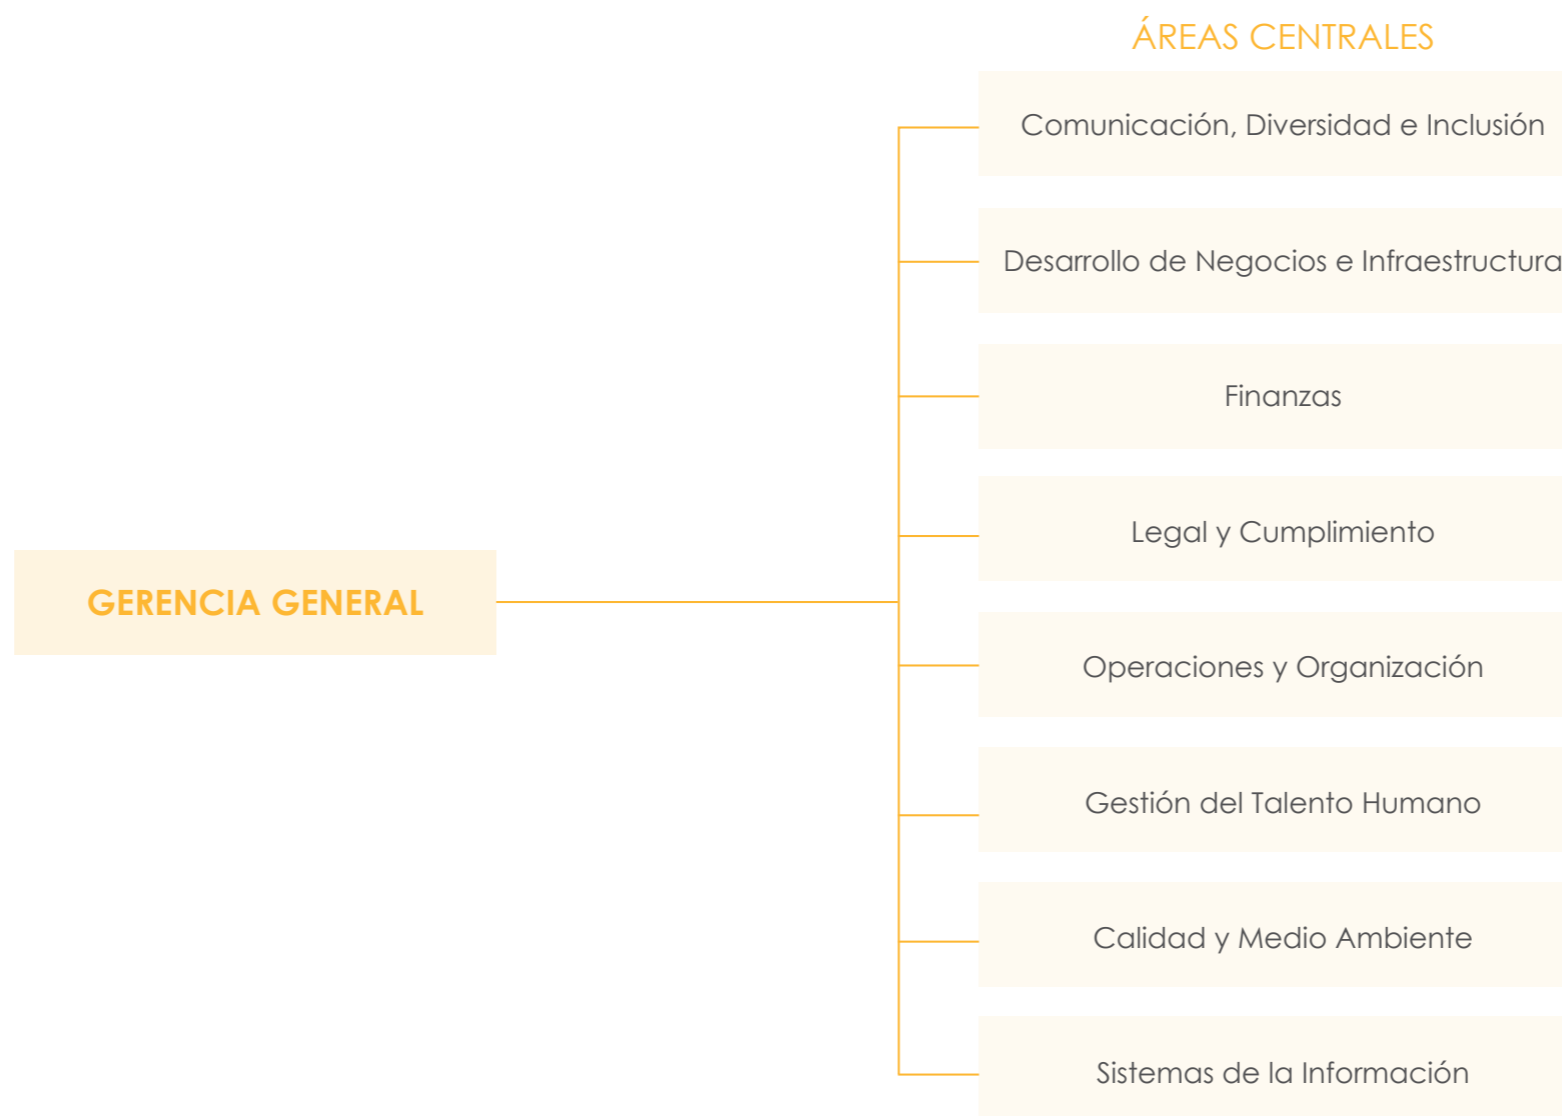 ÁREAS CENTRALES
Comunicación, Diversidad e Inclusión
Desarrollo de Negocios e Infraestructura
Finanzas
Legal y Cumplimiento
GERENCIA GENERAL
Operaciones y Organización
Gestión del Talento Humano
Calidad y Medio Ambiente
Sistemas de la Información